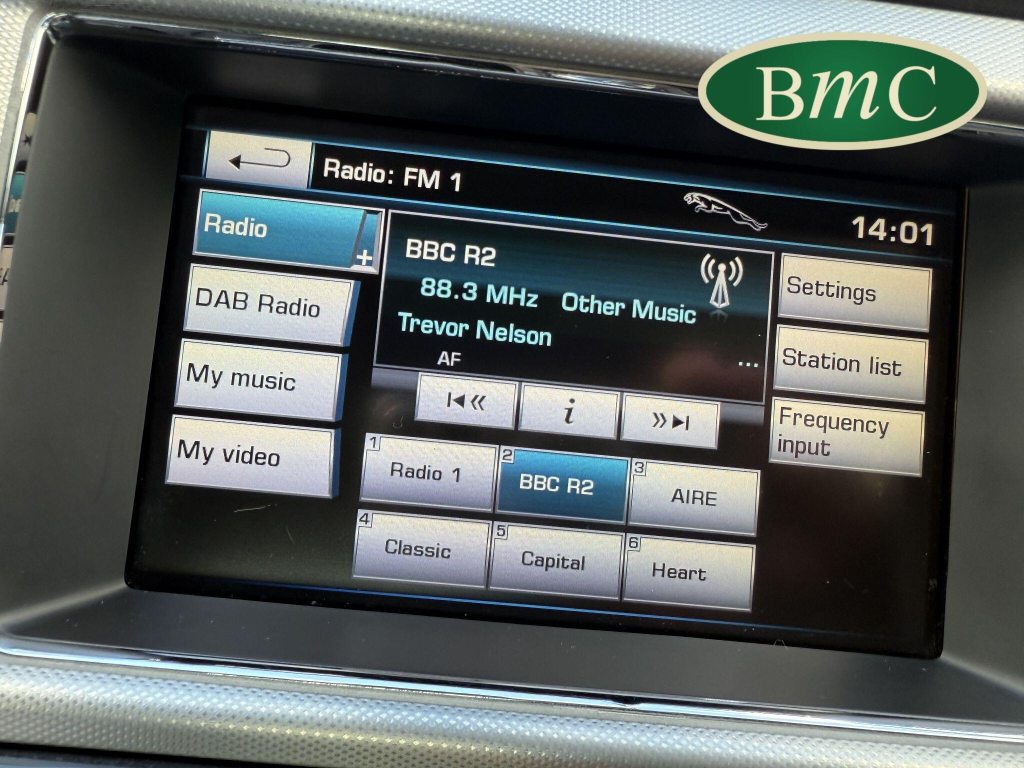 BmC
Radio: FM 1
14:01
Radio
+
DAB Radio
My music
My video
BBC R2
88.3 MHz Other Music
Trevor Nelson
AF
...
i
Settings
Station list
Frequency
input
1 Radio 1
2 BBC R2
3 AIRE
4 Classic
5 Capital
6 Heart